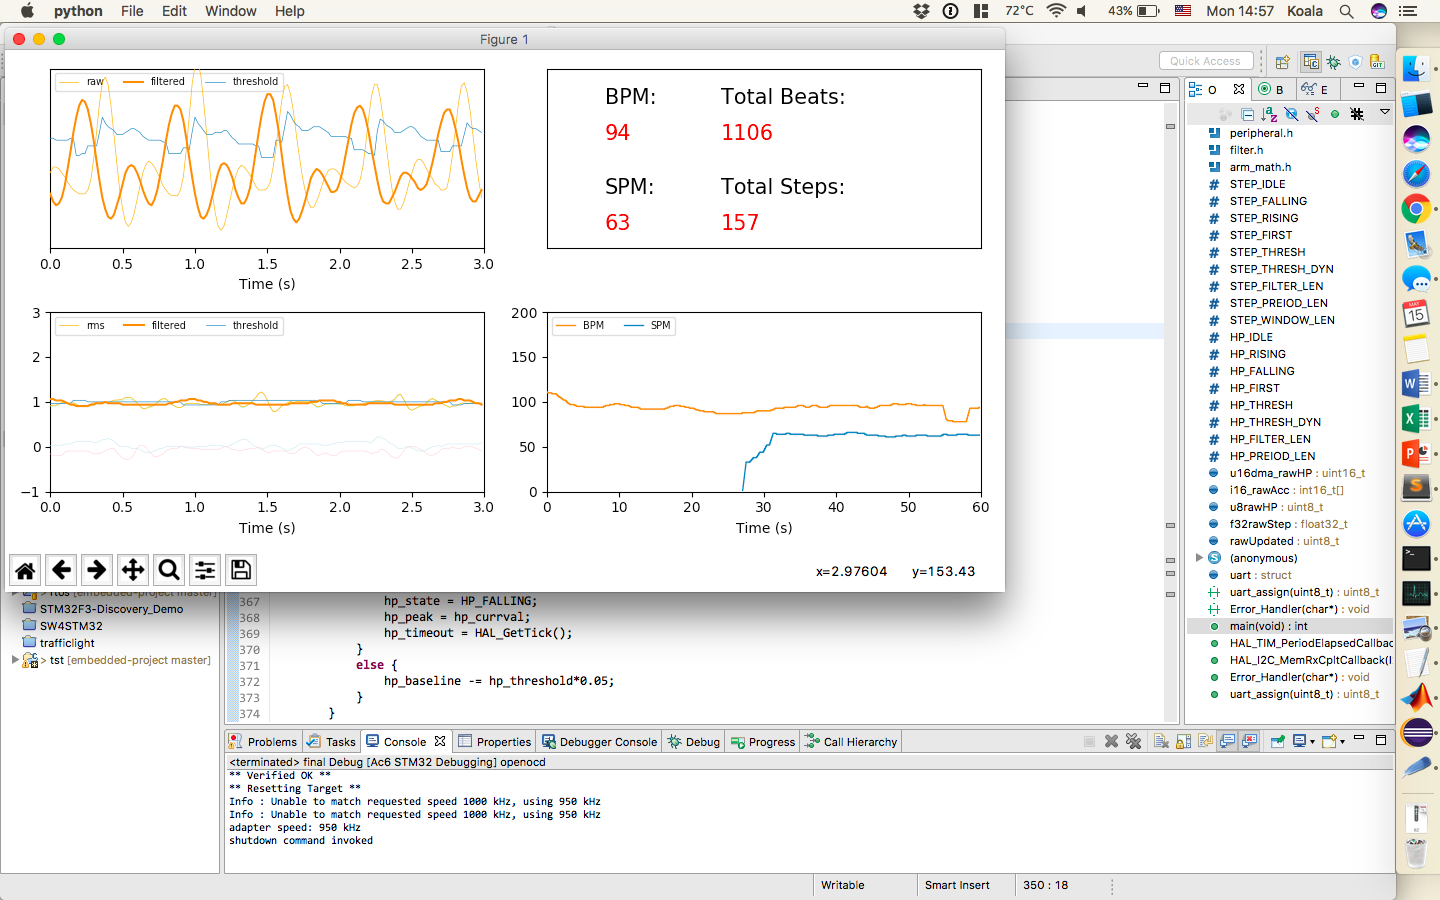 python File Edit Window Help
72°C 43% Mon 14:57 Koala
Figure 1
Quick Access
raw filtered threshold
0.0 0.5 1.0 1.5 2.0 2.5 3.0
Time (s)
BPM: Total Beats:
94 1106
SPM: Total Steps:
63 157
rms filtered threshold
3
2
1
0
−1
0.0 0.5 1.0 1.5 2.0 2.5 3.0
Time (s)
BPM SPM
200
150
100
50
0
0 10 20 30 40 50 60
Time (s)
x=2.97604 y=153.43
O B E
peripheral.h
filter.h
arm_math.h
STEP_IDLE
STEP_FALLING
STEP_RISING
STEP_FIRST
STEP_THRESH
STEP_THRESH_DYN
STEP_FILTER_LEN
STEP_PREIOD_LEN
STEP_WINDOW_LEN
HP_IDLE
HP_RISING
HP_FALLING
HP_FIRST
HP_THRESH
HP_THRESH_DYN
HP_FILTER_LEN
HP_PREIOD_LEN
u16dma_rawHP : uint16_t
i16_rawAcc : int16_t[]
u8rawHP : uint8_t
f32rawStep : float32_t
rawUpdated : uint8_t
(anonymous)
uart : struct
uart_assign(uint8_t) : uint8_t
Error_Handler(char*) : void
main(void) : int
HAL_TIM_PeriodElapsedCallbac
HAL_I2C_MemRxCpltCallback(I
Error_Handler(char*) : void
uart_assign(uint8_t) : uint8_t
> rtos [embedded-project master]
STM32F3-Discovery_Demo
SW4STM32
trafficlight
> tst [embedded-project master]
367 hp_state = HP_FALLING;
368 hp_peak = hp_currval;
369 hp_timeout = HAL_GetTick();
370 }
371 else {
372 hp_baseline -= hp_threshold*0.05;
373 }
374 }
Problems Tasks Console Properties Debugger Console Debug Progress Call Hierarchy
<terminated> final Debug [Ac6 STM32 Debugging] openocd
** Verified OK **
** Resetting Target **
Info : Unable to match requested speed 1000 kHz, using 950 kHz
Info : Unable to match requested speed 1000 kHz, using 950 kHz
adapter speed: 950 kHz
shutdown command invoked
Writable Smart Insert 350 : 18
MAY
15